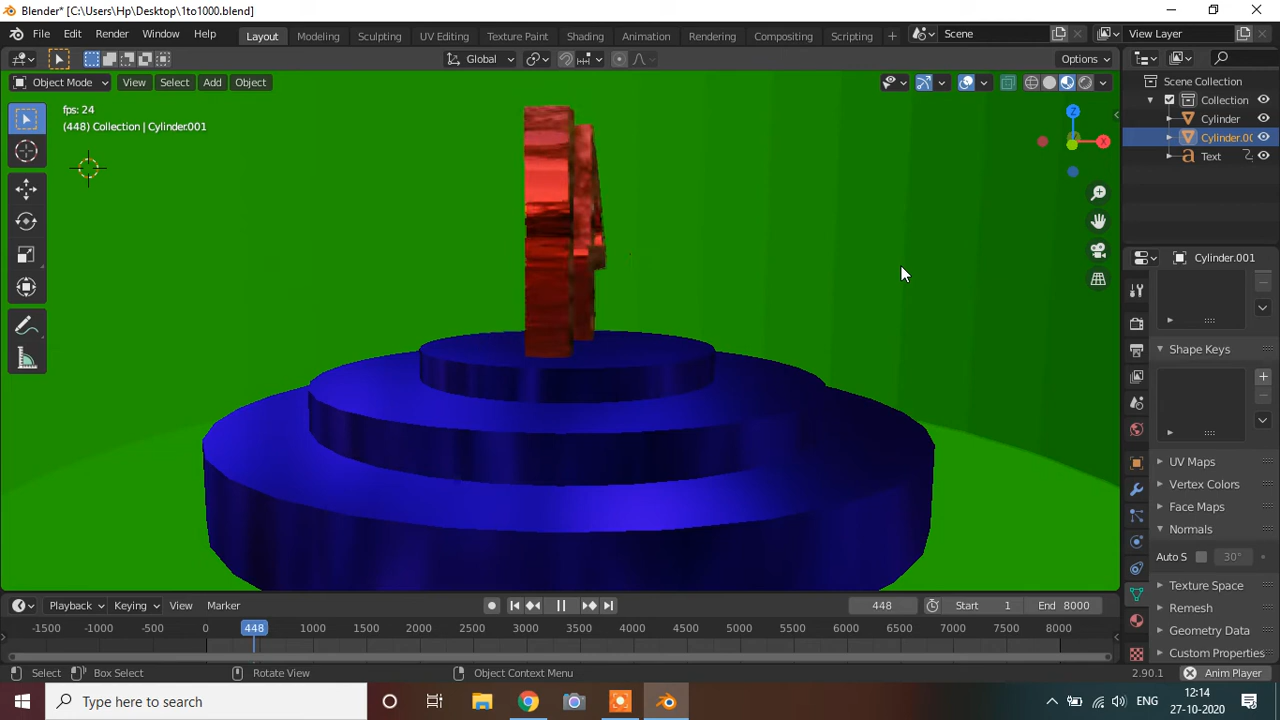 Blender* [C:\Users\Hp\Desktop\1to1000.blend]
File Edit Render Window Help Layout Modeling Sculpting UV Editing Texture Paint Shading Animation Rendering Compositing Scripting + Scene View Layer
Global Options
Object Mode View Select Add Object
fps: 24
(448) Collection | Cylinder.001
Z
X
Scene Collection
Collection
Cylinder
Cylinder.00
Text
Cylinder.001
Shape Keys
UV Maps
Vertex Colors
Face Maps
Normals
Auto S 30°
Texture Space
Remesh
Geometry Data
Custom Properties
Playback Keying View Marker 448 Start 1 End 8000
-1500 -1000 -500 0 448 1000 1500 2000 2500 3000 3500 4000 4500 5000 5500 6000 6500 7000 7500 8000
Select Box Select Rotate View Object Context Menu 2.90.1 Anim Player
Type here to search ENG 12:14
27-10-2020